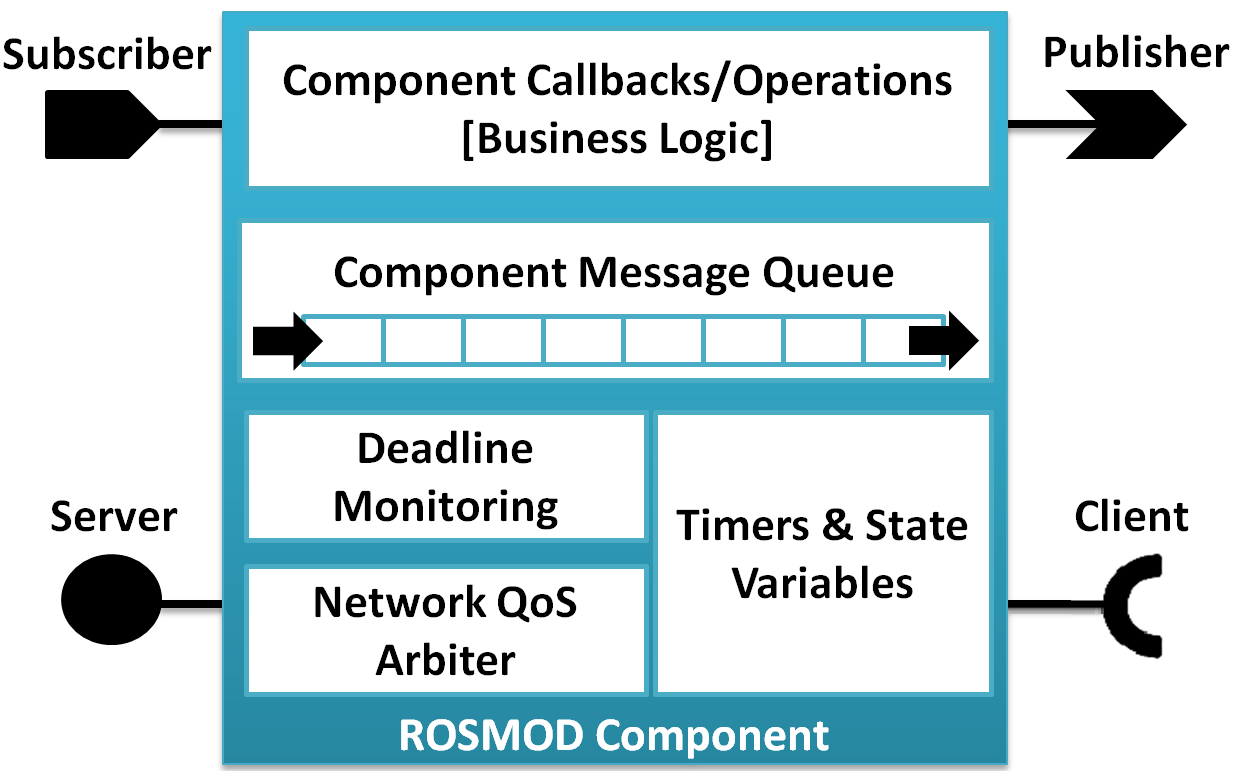 Subscriber
Publisher
Component Callbacks/Operations
[Business Logic]
Component Message Queue
Deadline
Monitoring
Server
Client
Timers & State
Variables
Network QoS
Arbiter
ROSMOD Component